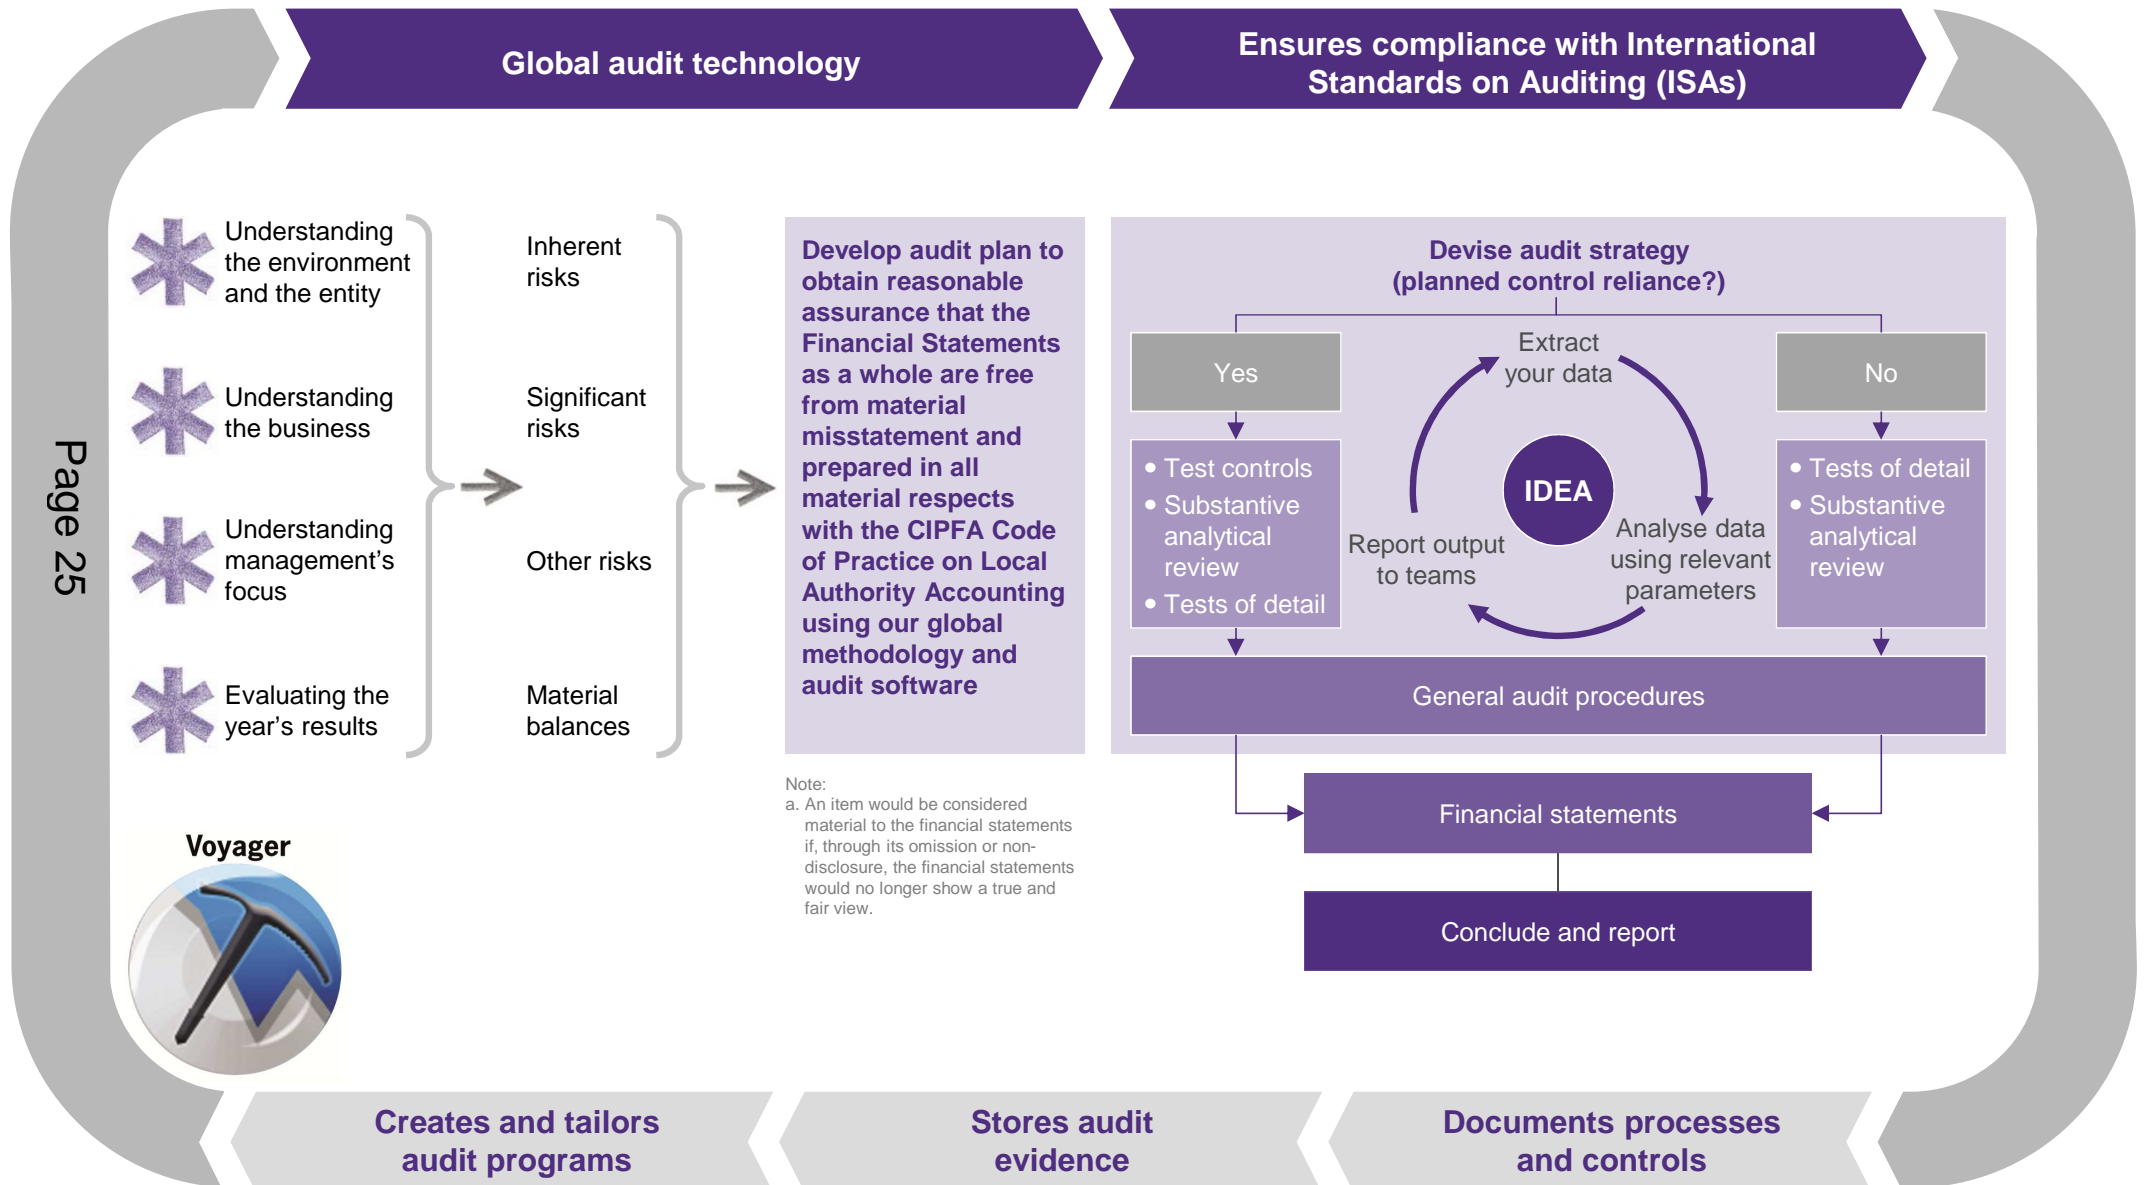 Global audit technology
Ensures compliance with International
Standards on Auditing (ISAs)
Page 25
Understanding
the environment
and the entity
Understanding
the business
Understanding
management’s
focus
Evaluating the
year’s results
Inherent
risks
Significant
risks
Other risks
Material
balances
Develop audit plan to
obtain reasonable
assurance that the
Financial Statements
as a whole are free
from material
misstatement and
prepared in all
material respects
with the CIPFA Code
of Practice on Local
Authority Accounting
using our global
methodology and
audit software
Note:
a. An item would be considered
material to the financial statements
if, through its omission or non-
disclosure, the financial statements
would no longer show a true and
fair view.
Devise audit strategy
(planned control reliance?)
Yes
• Test controls
• Substantive
analytical
review
• Tests of detail
Extract
your data
IDEA
Analyse data
using relevant
parameters
Report output
to teams
No
• Tests of detail
• Substantive
analytical
review
General audit procedures
Financial statements
Conclude and report
Voyager
Creates and tailors
audit programs
Stores audit
evidence
Documents processes
and controls